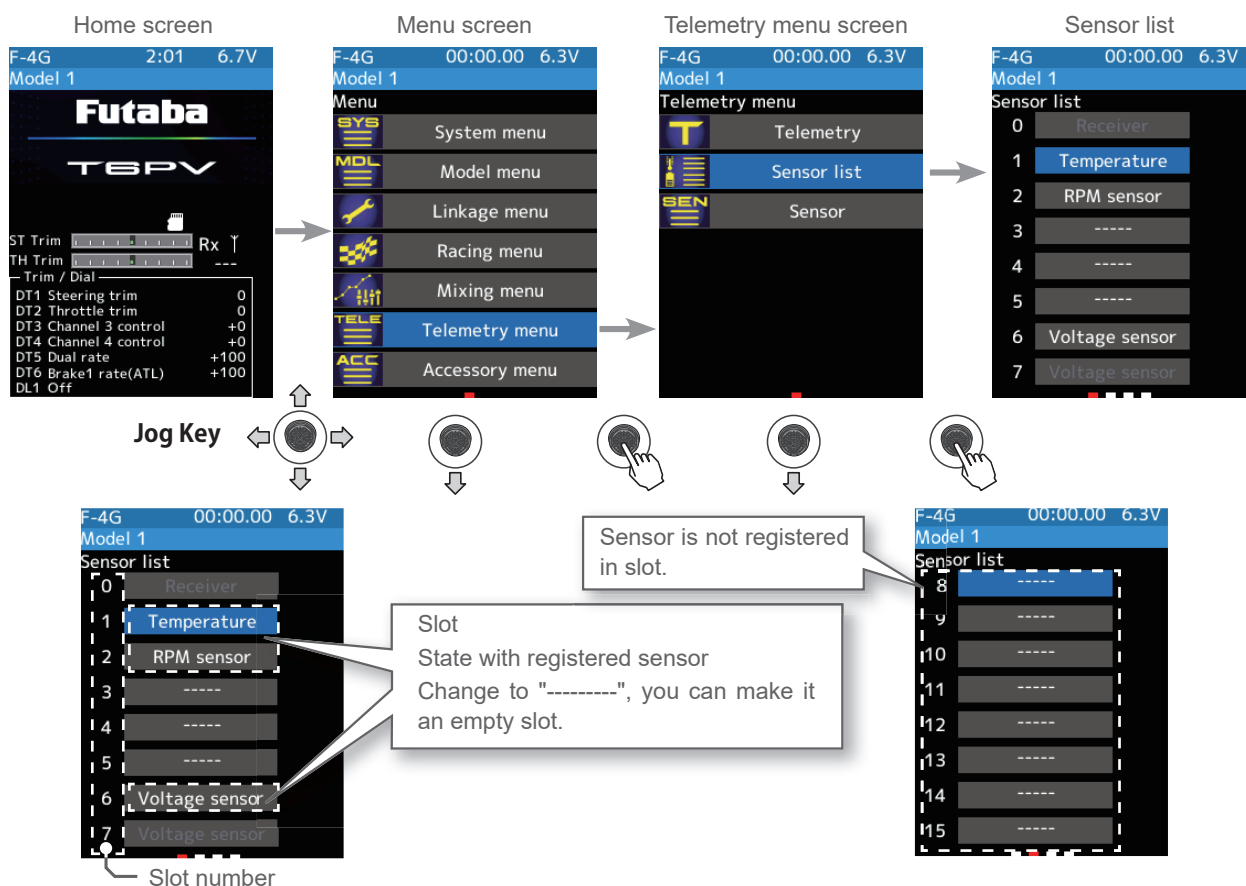 Home screen
Menu screen
Telemetry menu screen
Sensor list
F-4G 2:01 6.7V
Model 1
Futaba
T6PV
ST Trim
Rx
TH Trim
---
Trim / Dial
DT1 Steering trim 0
DT2 Throttle trim 0
DT3 Channel 3 control +0
DT4 Channel 4 control +0
DT5 Dual rate +100
DT6 Brake1 rate(ATL) +100
DL1 Off
F-4G 00:00.00 6.3V
Model 1
Menu
SYS System menu
MDL Model menu
Linkage menu
Racing menu
Mixing menu
TELE Telemetry menu
ACC Accessory menu
F-4G 00:00.00 6.3V
Model 1
Telemetry menu
T Telemetry
Sensor list
SEN Sensor
F-4G 00:00.00 6.3V
Model 1
Sensor list
0 Receiver
1 Temperature
2 RPM sensor
3 -----
4 -----
5 -----
6 Voltage sensor
7 Voltage sensor
Jog Key
F-4G 00:00.00 6.3V
Model 1
Sensor list
0 Receiver
1 Temperature
2 RPM sensor
3 -----
4 -----
5 -----
6 Voltage sensor
7 Voltage sensor
Slot number
Slot
State with registered sensor
Change to "---------", you can make it
an empty slot.
Sensor is not registered
in slot.
F-4G 00:00.00 6.3V
Model 1
Sensor list
8 -----
9 -----
10 -----
11 -----
12 -----
13 -----
14 -----
15 -----